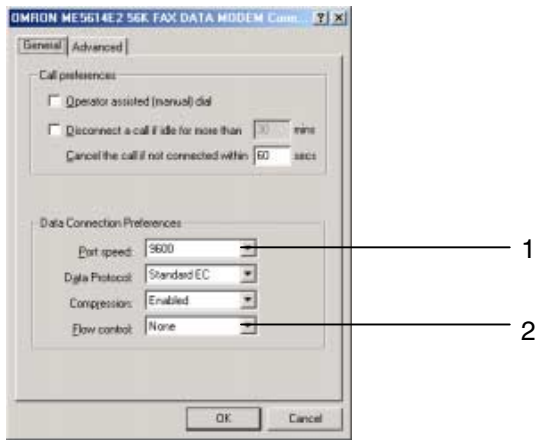 OMRON ME5614E2 56K FAX DATA MODEM Conn...
General Advanced
Call preferences
Operator assisted (manual) dial
Disconnect a call if idle for more than 30 mins
Cancel the call if not connected within 60 secs
Data Connection Preferences
Port speed: 9600
1
Data Protocol: Standard EC
Compression: Enabled
Flow control: None
2
OK Cancel